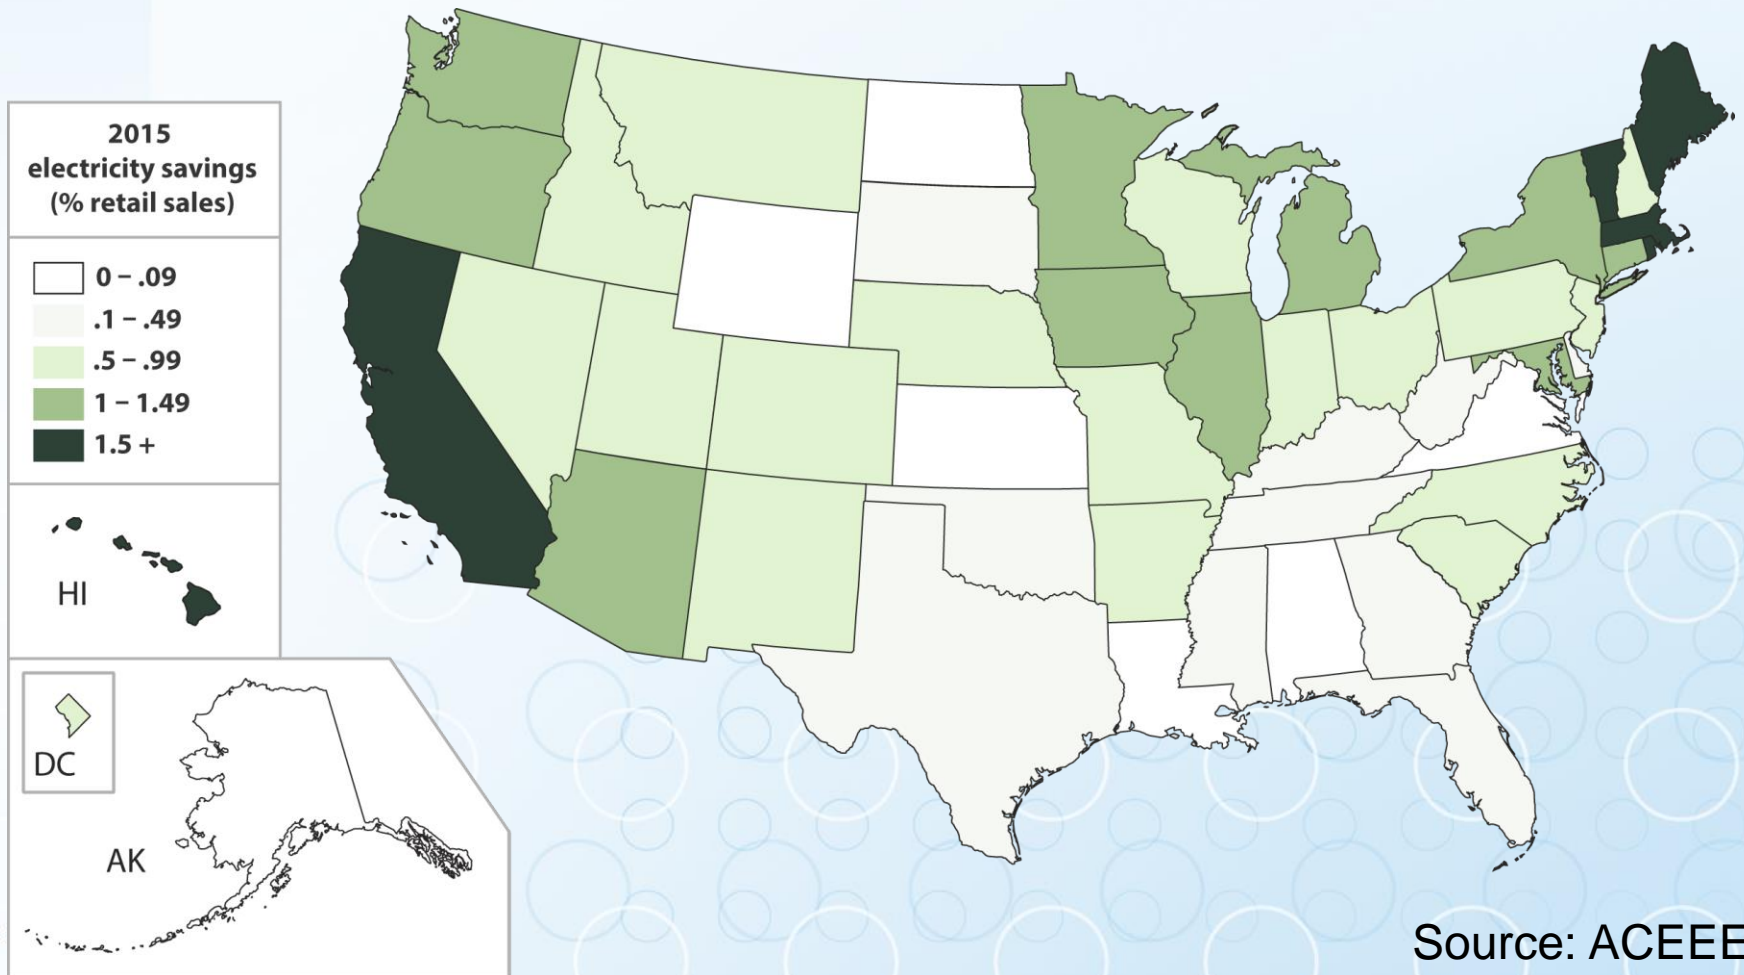 2015
electricity savings
(% retail sales)
0 – .09
.1 – .49
.5 – .99
1 – 1.49
1.5 +
HI
DC
AK
Source: ACEEE